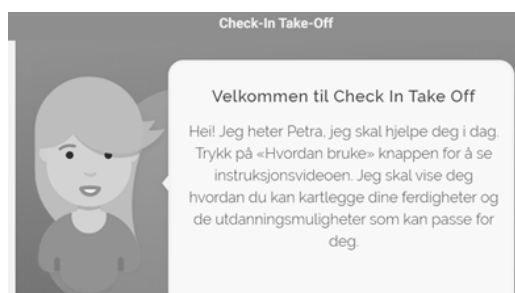 Check-In Take-Off
Velkommen til Check In Take Off
Hei! Jeg heter Petra, jeg skal hjelpe deg i dag.
Trykk på «Hvordan bruke» knappen for å se
instruksjonsvideoen. Jeg skal vise deg
hvordan du kan kartlegge dine ferdigheter og
de utdanningsmuligheter som kan passe for
deg.